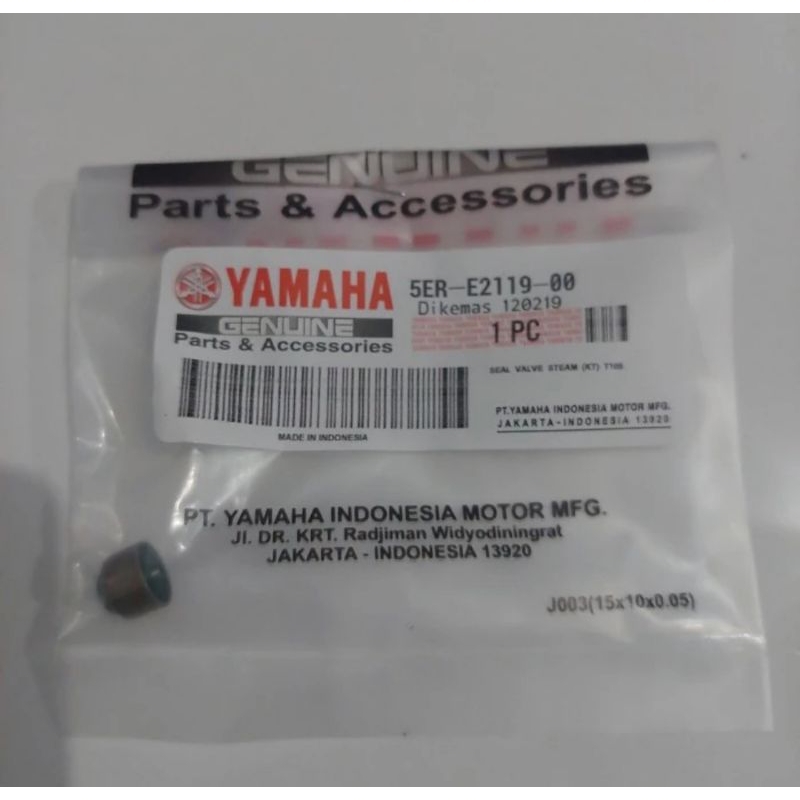 GENUINE
Parts & Accessories
YAMAHA
5ER-E2119-00
Dikemas 120219
GENUINE
1 PC
Parts & Accessories
SEAL VALVE STEAM (K7) T105
PT.YAMAHA INDONESIA MOTOR MFG.
JAKARTA-INDONESIA 13920
MADE IN INDONESIA
PT. YAMAHA INDONESIA MOTOR MFG.
Jl. DR. KRT. Radjiman Widyodiningrat
JAKARTA - INDONESIA 13920
J003(15x10x0.05)